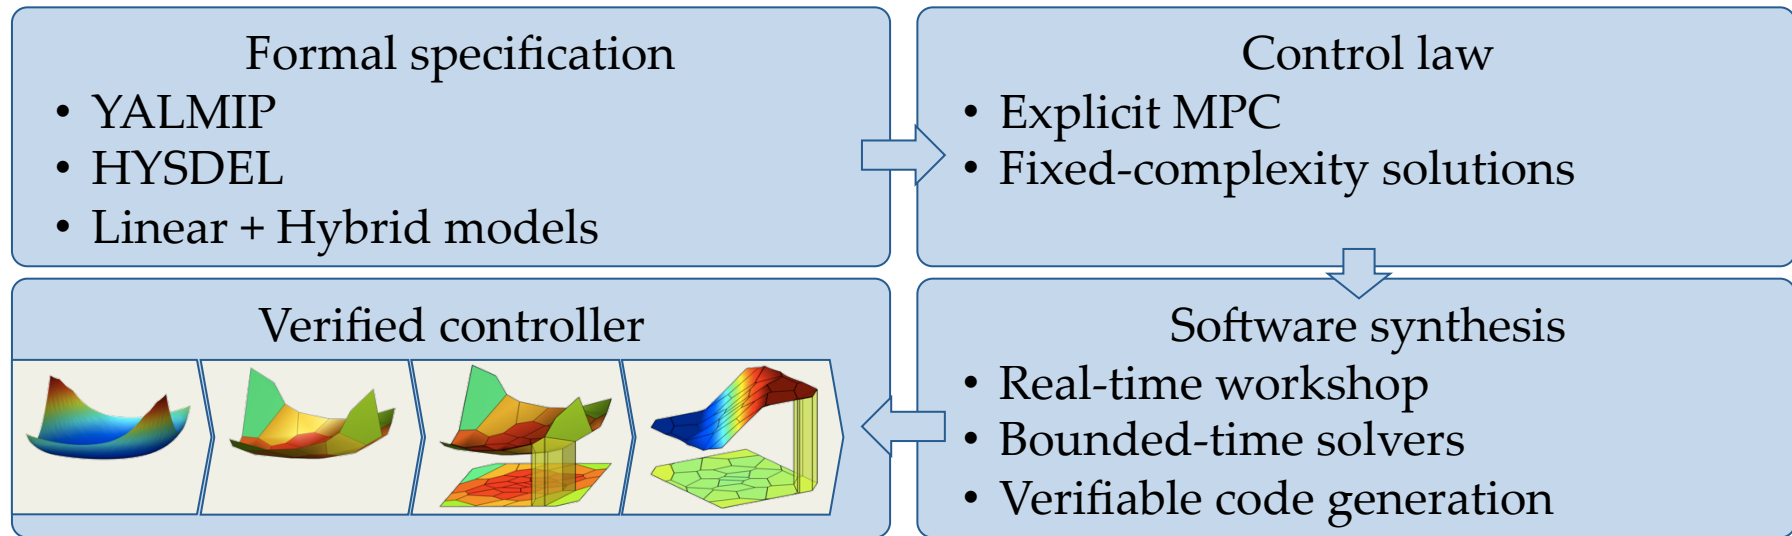 Formal specification
• YALMIP
• HYSDEL
• Linear + Hybrid models
Control law
• Explicit MPC
• Fixed-complexity solutions
Verified controller
Software synthesis
• Real-time workshop
• Bounded-time solvers
• Verifiable code generation